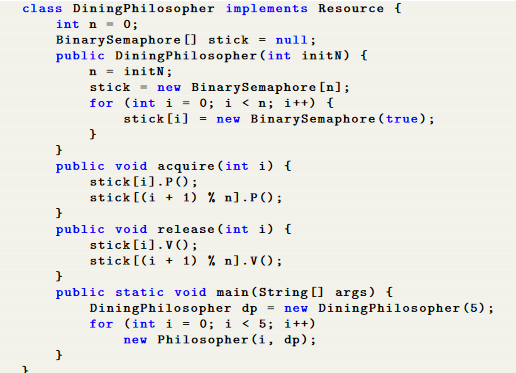 class DiningPhilosopher implements Resource {
    int n = 0;
    BinarySemaphore[] stick = null;
    public DiningPhilosopher(int initN) {
        n = initN;
        stick = new BinarySemaphore[n];
        for (int i = 0; i < n; i++) {
            stick[i] = new BinarySemaphore(true);
        }
    }
    public void acquire(int i) {
        stick[i].P();
        stick[(i + 1) % n].P();
    }
    public void release(int i) {
        stick[i].V();
        stick[(i + 1) % n].V();
    }
    public static void main(String[] args) {
        DiningPhilosopher dp = new DiningPhilosopher(5);
        for (int i = 0; i < 5; i++)
            new Philosopher(i, dp);
    }
}